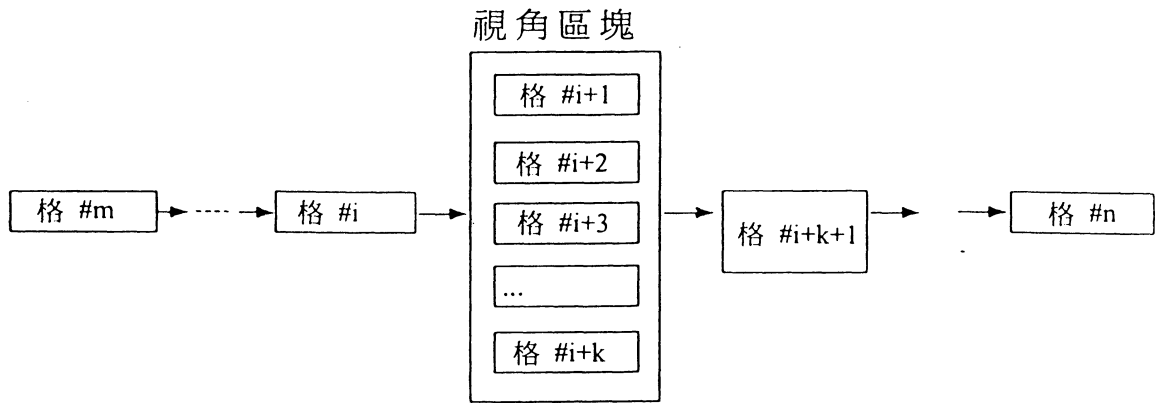 視角區塊
格 #m
格 #i
格 #i+1
格 #i+2
格 #i+3
...
格 #i+k
格 #i+k+1
格 #n